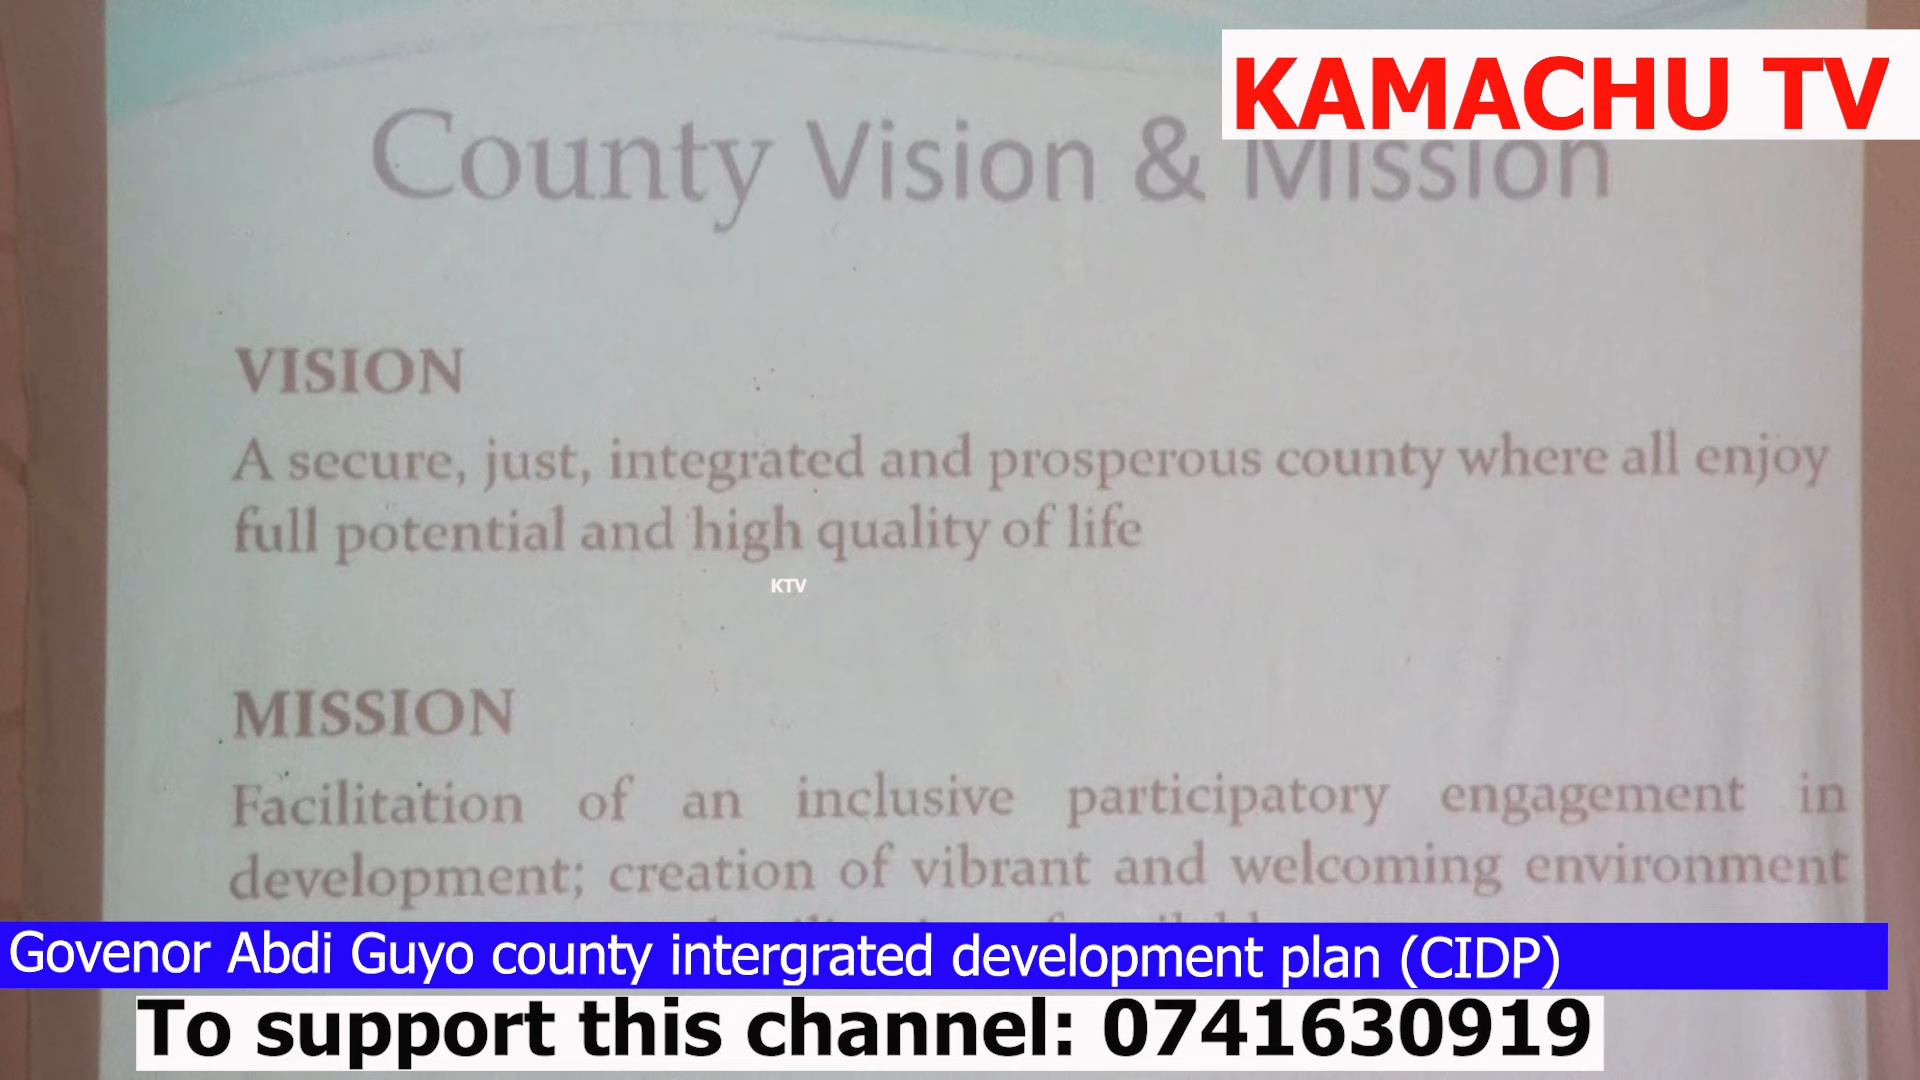 KAMACHU TV
County Vision & Mission
VISION
A secure, just, integrated and prosperous county where all enjoy
full potential and high quality of life
KTV
MISSION
Facilitation of an inclusive participatory engagement in
development; creation of vibrant and welcoming environment
Govenor Abdi Guyo county intergrated development plan (CIDP)
To support this channel: 0741630919